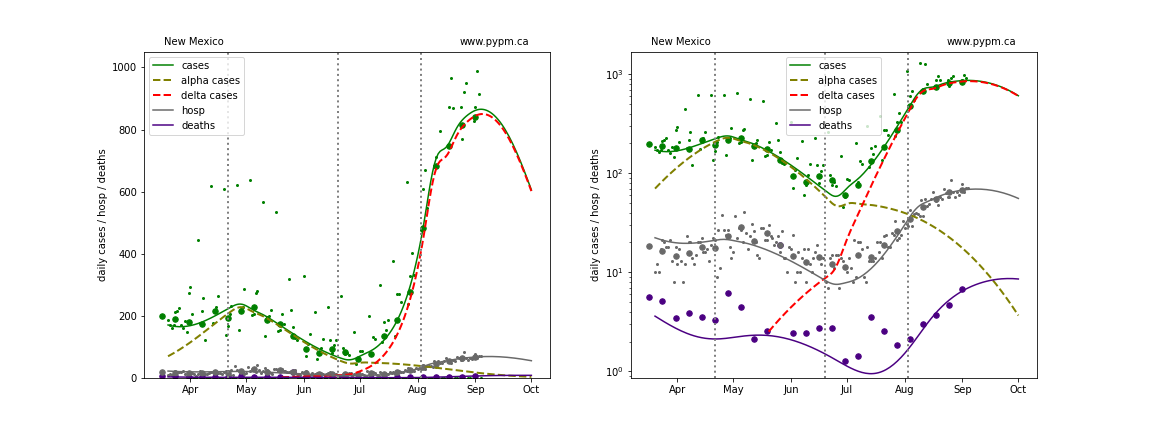 New Mexico www.pypm.ca
cases
alpha cases
delta cases
hosp
deaths
daily cases / hosp / deaths
1000
800
600
400
200
0
Apr May Jun Jul Aug Sep Oct
New Mexico www.pypm.ca
cases
alpha cases
delta cases
hosp
deaths
daily cases / hosp / deaths
10³
10²
10¹
10⁰
Apr May Jun Jul Aug Sep Oct